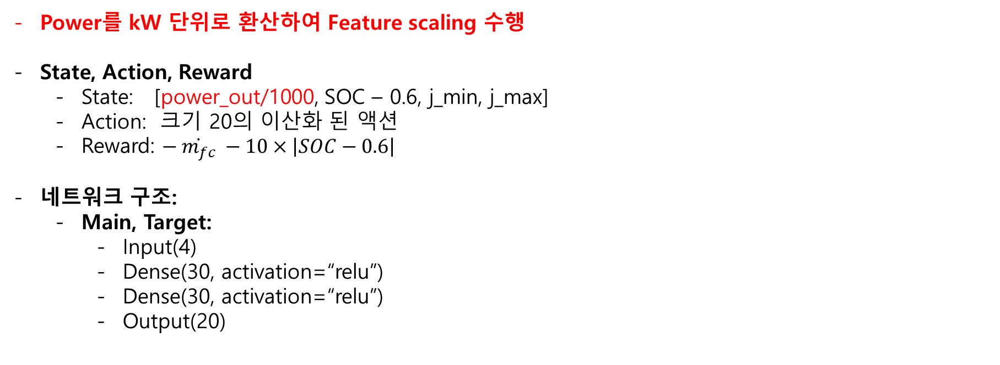 - Power를 kW 단위로 환산하여 Feature scaling 수행
- State, Action, Reward
- State: [power_out/1000, SOC – 0.6, j_min, j_max]
- Action: 크기 20의 이산화 된 액션
- Reward: $-\dot{m}_{fc} - 10 \times |SOC - 0.6|$
- 네트워크 구조:
- Main, Target:
- Input(4)
- Dense(30, activation=“relu”)
- Dense(30, activation=“relu”)
- Output(20)